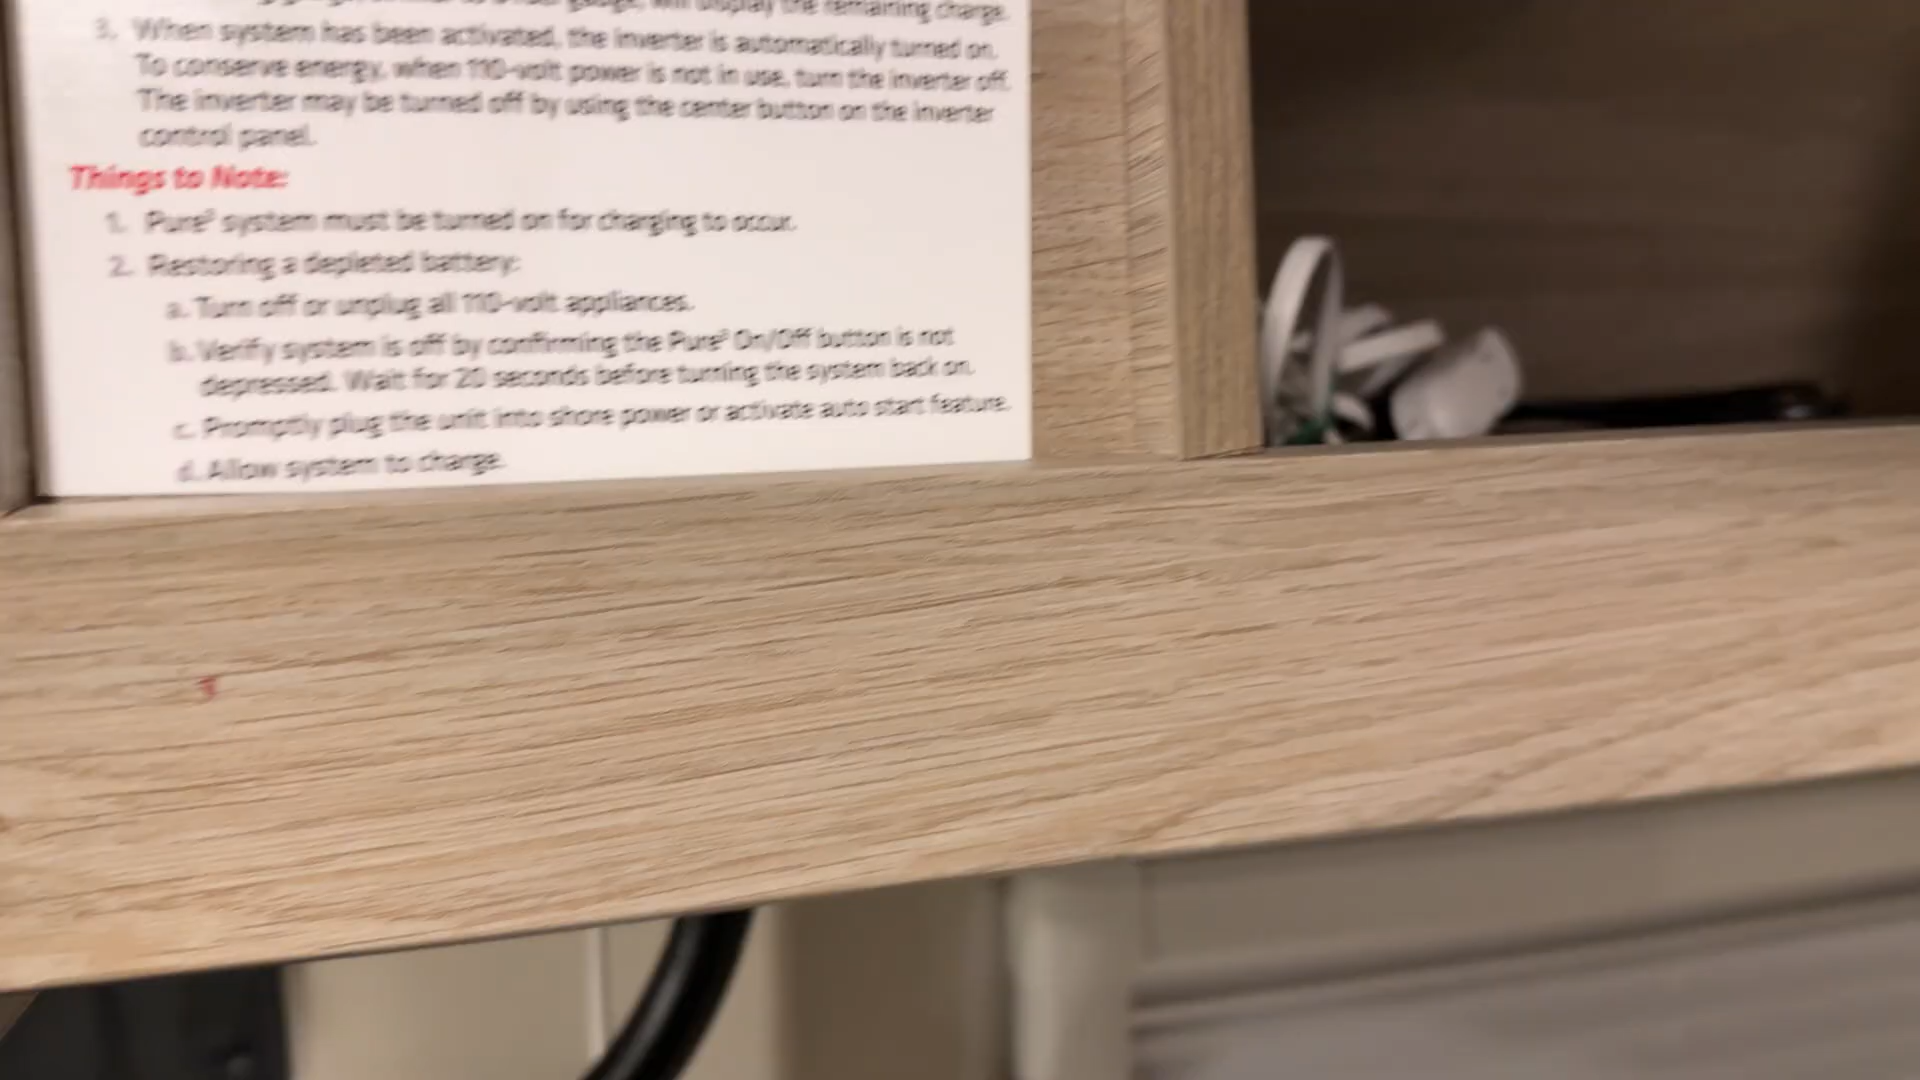 will display the remaining charge.
3. When system has been activated, the inverter is automatically turned on.
To conserve energy, when 110-volt power is not in use, turn the inverter off.
The inverter may be turned off by using the center button on the inverter
control panel.
Things to Note:
1. Pure³ system must be turned on for charging to occur.
2. Restoring a depleted battery:
a. Turn off or unplug all 110-volt appliances.
b. Verify system is off by confirming the Pure³ On/Off button is not
depressed. Wait for 20 seconds before turning the system back on.
c. Promptly plug the unit into shore power or activate auto start feature.
d. Allow system to charge.